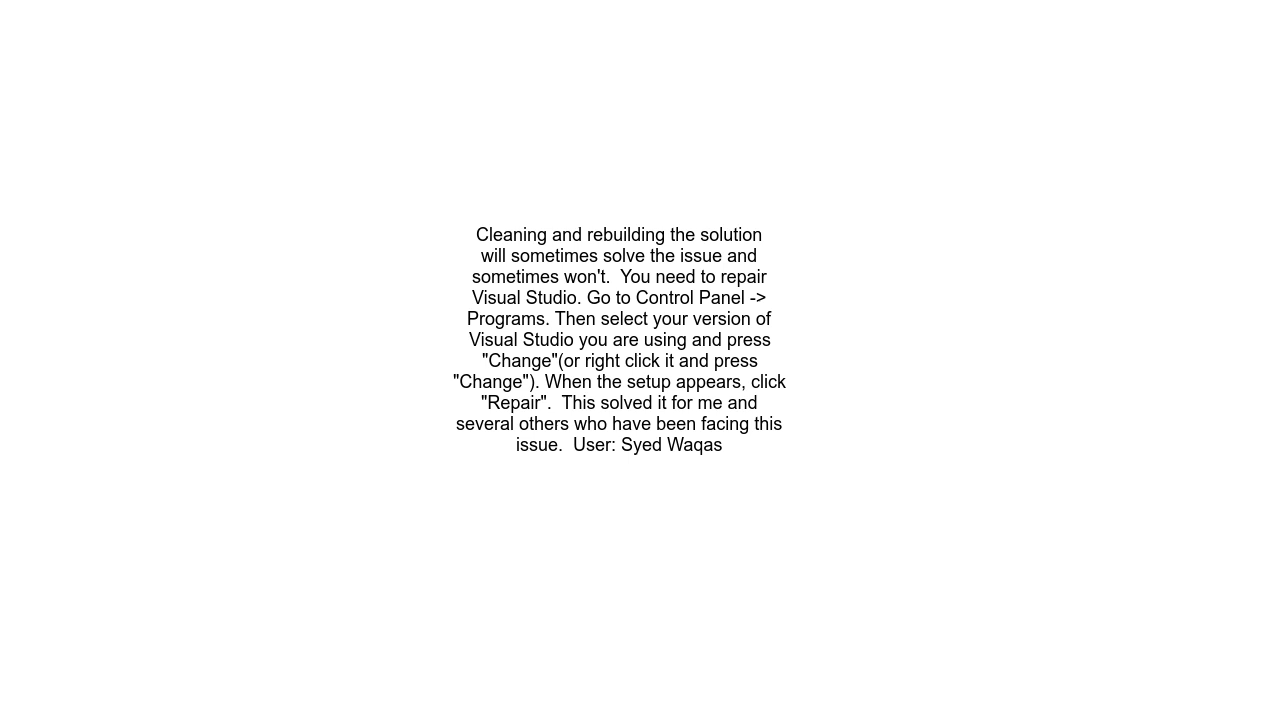 Cleaning and rebuilding the solution
will sometimes solve the issue and
sometimes won't.  You need to repair
Visual Studio. Go to Control Panel ->
Programs. Then select your version of
Visual Studio you are using and press
"Change"(or right click it and press
"Change"). When the setup appears, click
"Repair".  This solved it for me and
several others who have been facing this
issue.  User: Syed Waqas